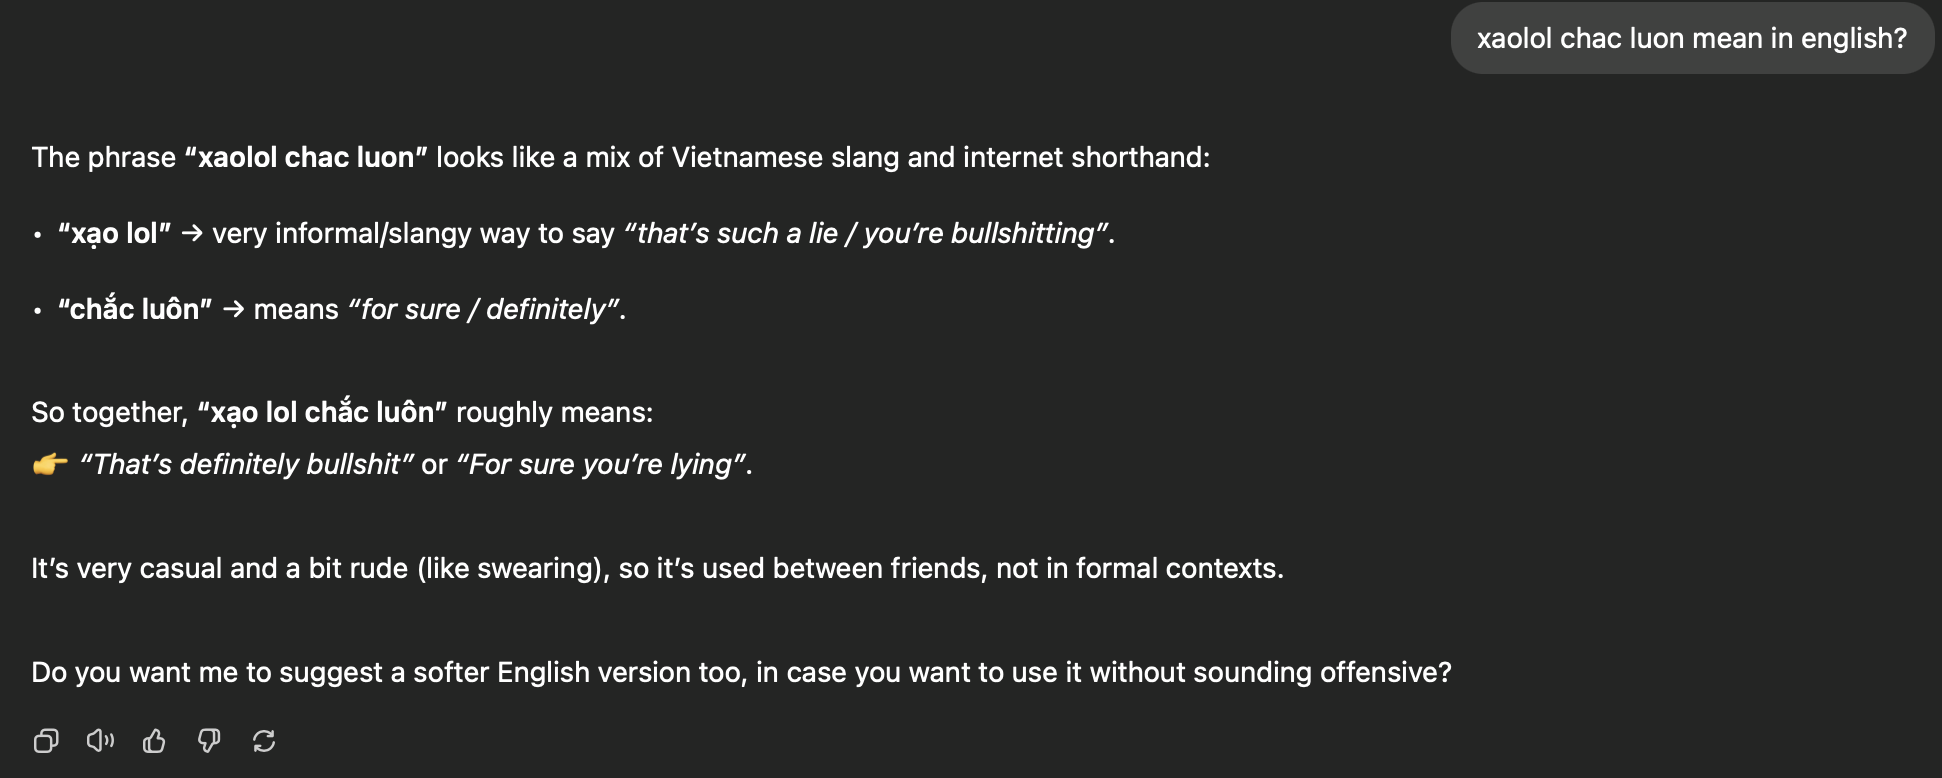 xaolol chac luon mean in english?
The phrase “xaolol chac luon” looks like a mix of Vietnamese slang and internet shorthand:
• “xạo lol” → very informal/slangy way to say “that’s such a lie / you’re bullshitting”.
• “chắc luôn” → means “for sure / definitely”.
So together, “xạo lol chắc luôn” roughly means:
👉 “That’s definitely bullshit” or “For sure you’re lying”.
It’s very casual and a bit rude (like swearing), so it’s used between friends, not in formal contexts.
Do you want me to suggest a softer English version too, in case you want to use it without sounding offensive?